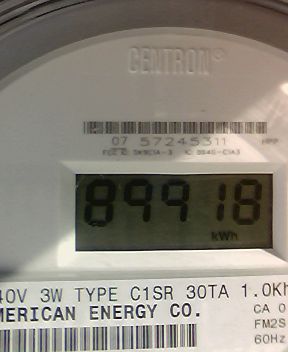 CENTRON®
07 57245311
89918
kWh
40V 3W TYPE C1SR 30TA 1.0Kh
MERICAN ENERGY CO.
CA 0
FM2S
60Hz